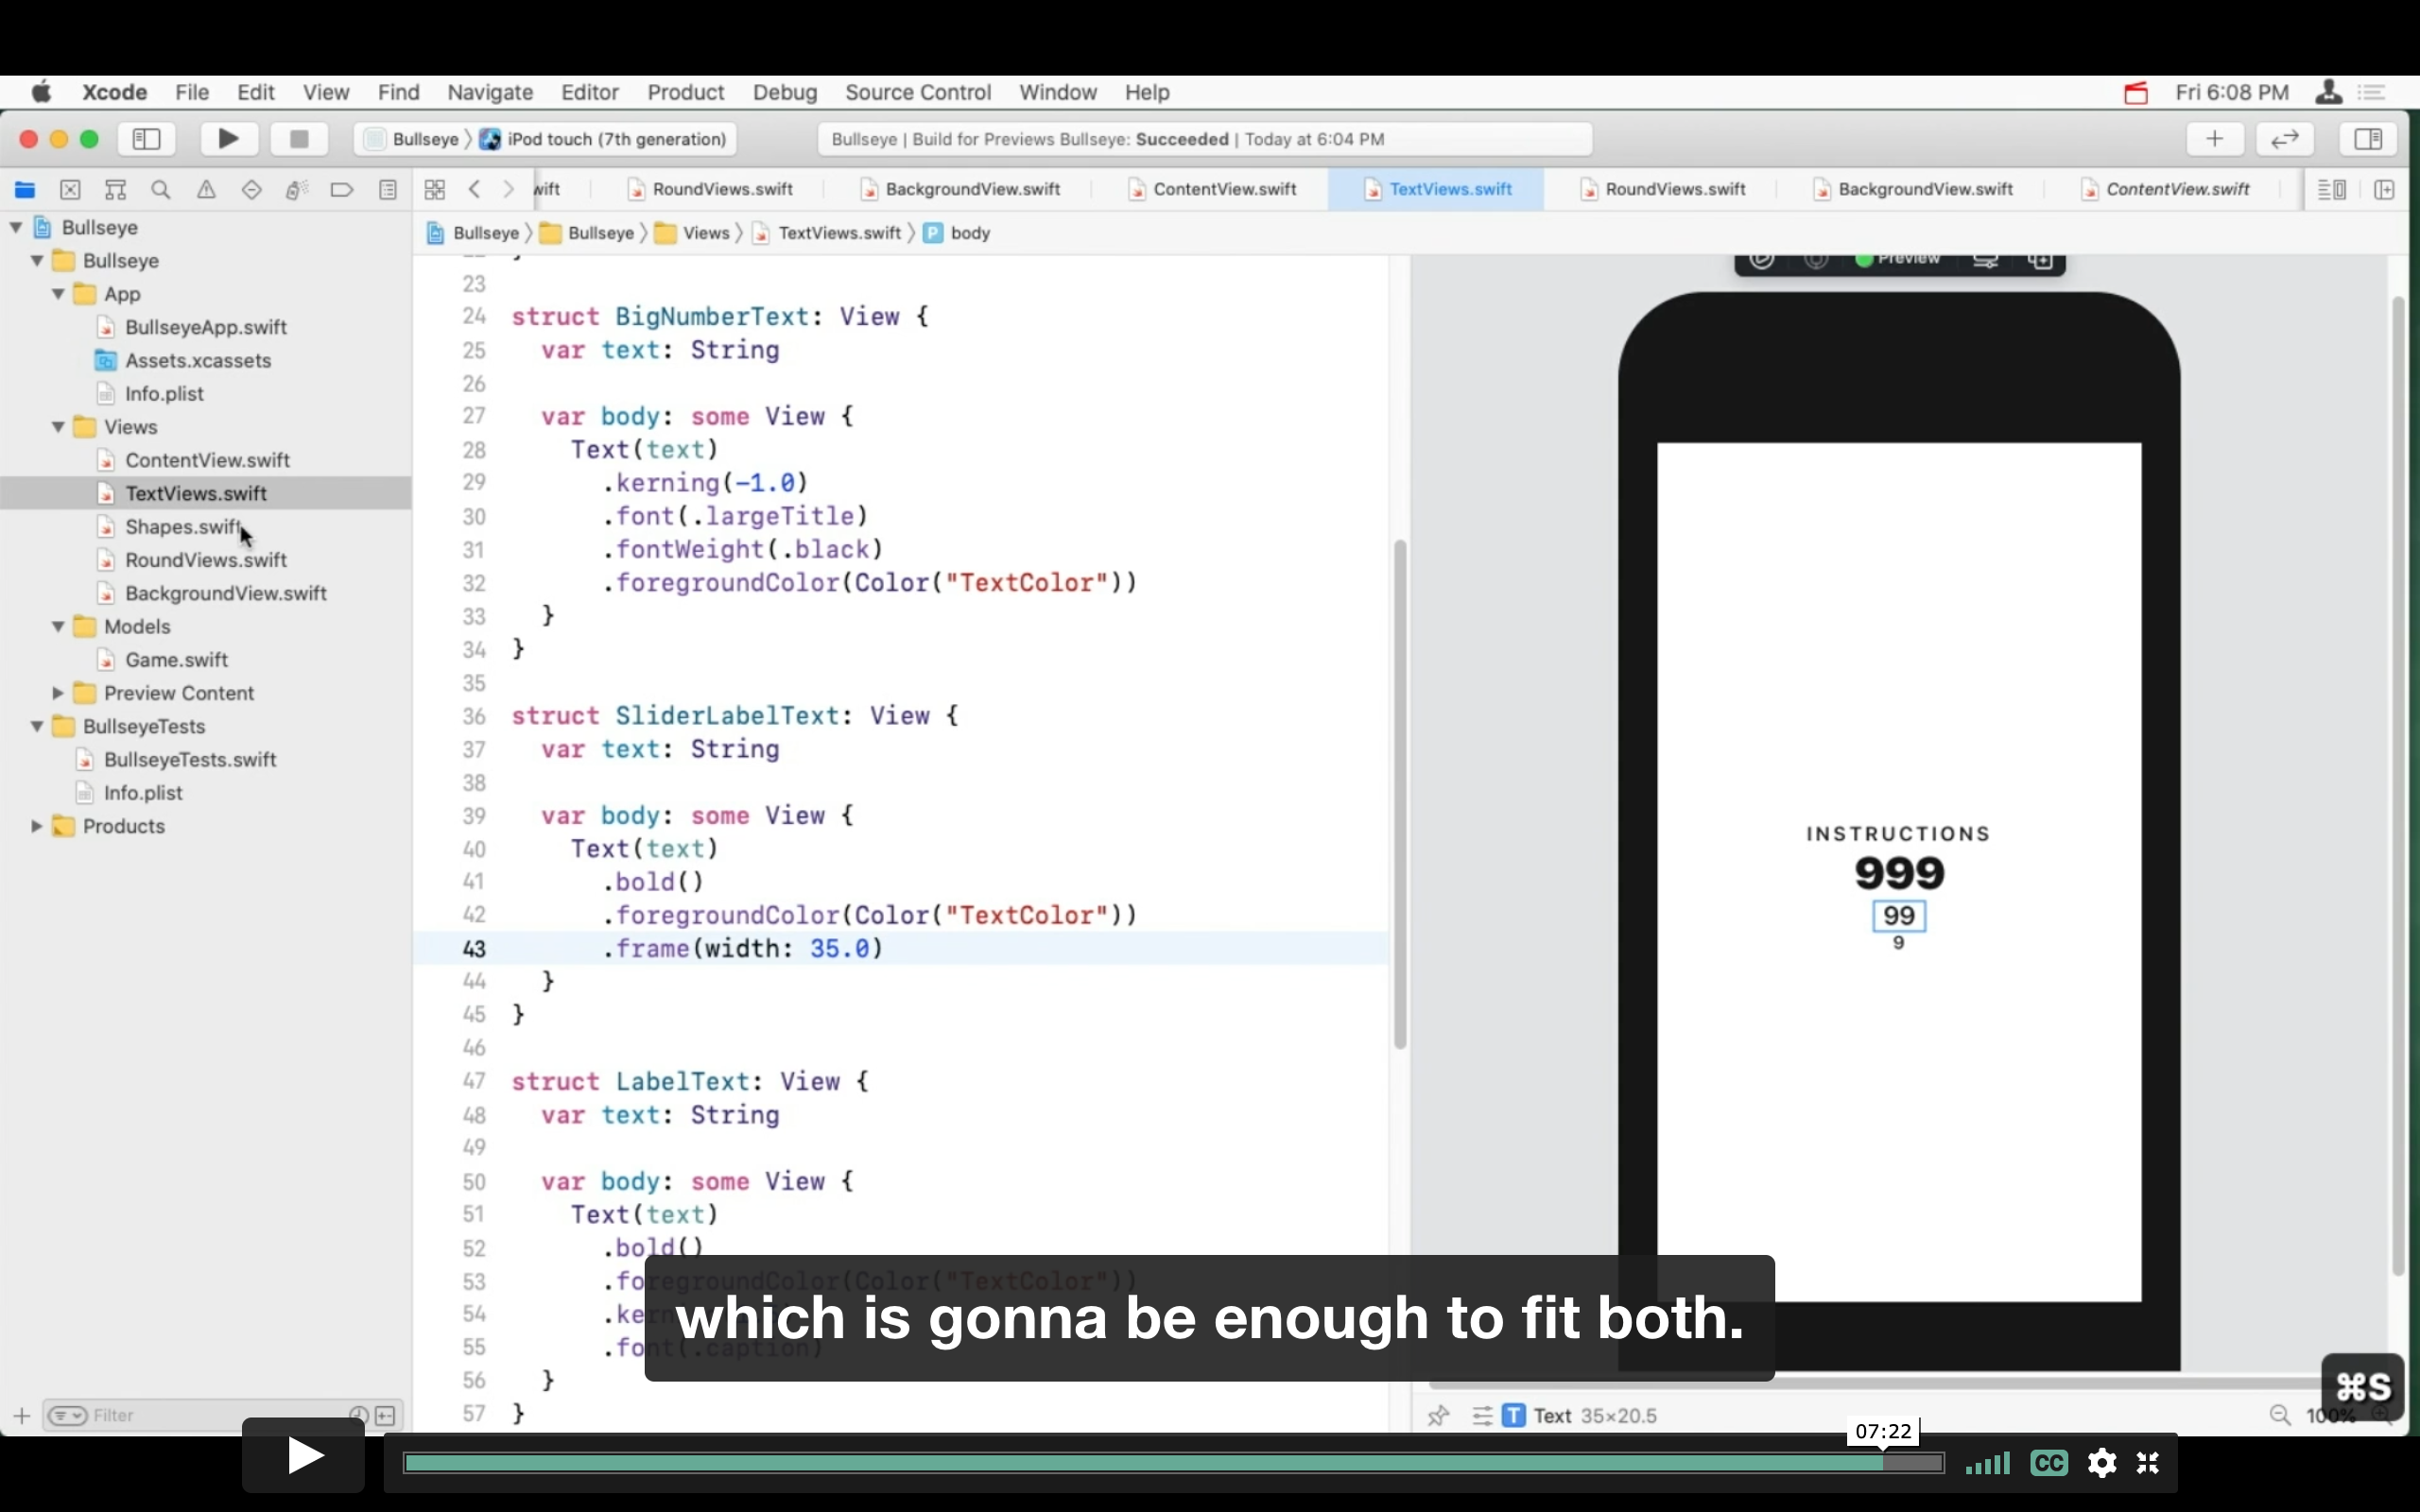 Xcode File Edit View Find Navigate Editor Product Debug Source Control Window Help Fri 6:08 PM
Bullseye 〉 iPod touch (7th generation) Bullseye | Build for Previews Bullseye: Succeeded | Today at 6:04 PM
wift RoundViews.swift BackgroundView.swift ContentView.swift TextViews.swift RoundViews.swift BackgroundView.swift ContentView.swift
Bullseye 〉 Bullseye 〉 Views 〉 TextViews.swift 〉 P body
Bullseye
Bullseye
App
BullseyeApp.swift
Assets.xcassets
Info.plist
Views
ContentView.swift
TextViews.swift
Shapes.swift
RoundViews.swift
BackgroundView.swift
Models
Game.swift
Preview Content
BullseyeTests
BullseyeTests.swift
Info.plist
Products
Filter
23
24 struct BigNumberText: View {
25 var text: String
26
27 var body: some View {
28 Text(text)
29 .kerning(-1.0)
30 .font(.largeTitle)
31 .fontWeight(.black)
32 .foregroundColor(Color("TextColor"))
33 }
34 }
35
36 struct SliderLabelText: View {
37 var text: String
38
39 var body: some View {
40 Text(text)
41 .bold()
42 .foregroundColor(Color("TextColor"))
43 .frame(width: 35.0)
44 }
45 }
46
47 struct LabelText: View {
48 var text: String
49
50 var body: some View {
51 Text(text)
52 .bold()
53 .foregroundColor(Color("TextColor"))
54 .ke
55 .font(.caption)
56 }
57 }
Preview
INSTRUCTIONS
999
99
9
which is gonna be enough to fit both.
⌘S
T Text 35×20.5 100%
07:22
CC